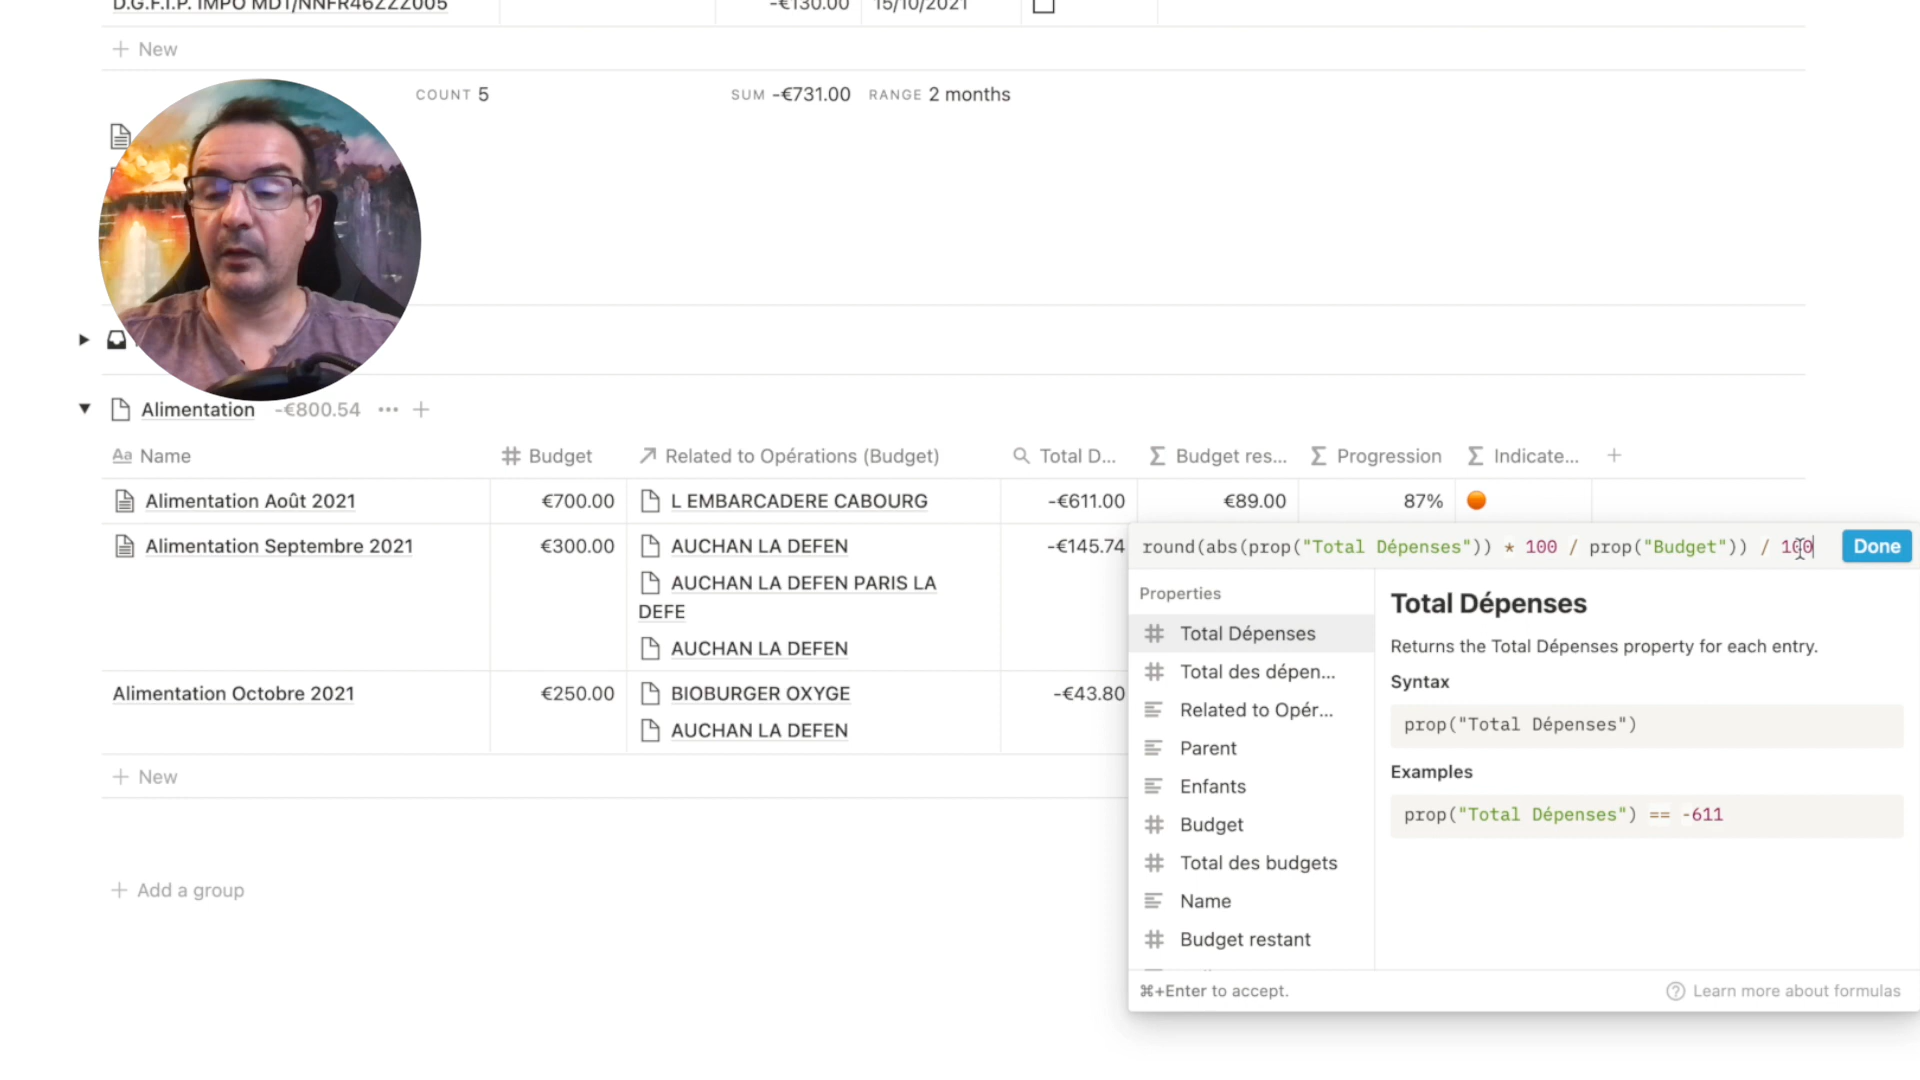 D.G.F.I.P. IMPO MD1/NNFR46ZZZ005 -€130.00 15/10/2021
New
COUNT 5 SUM -€731.00 RANGE 2 months
Alimentation -€800.54
Aa Name Budget Related to Opérations (Budget) Total D... Budget res... Progression Indicate...
Alimentation Août 2021 €700.00 L EMBARCADERE CABOURG -€611.00 €89.00 87%
Alimentation Septembre 2021 €300.00 AUCHAN LA DEFEN -€145.74
AUCHAN LA DEFEN PARIS LA
DEFE
AUCHAN LA DEFEN
Alimentation Octobre 2021 €250.00 BIOBURGER OXYGE -€43.80
AUCHAN LA DEFEN
New
Add a group
round(abs(prop("Total Dépenses")) * 100 / prop("Budget")) / 100 Done
Properties
Total Dépenses
Total des dépen...
Related to Opér...
Parent
Enfants
Budget
Total des budgets
Name
Budget restant
Total Dépenses
Returns the Total Dépenses property for each entry.
Syntax
prop("Total Dépenses")
Examples
prop("Total Dépenses") == -611
⌘+Enter to accept.
? Learn more about formulas